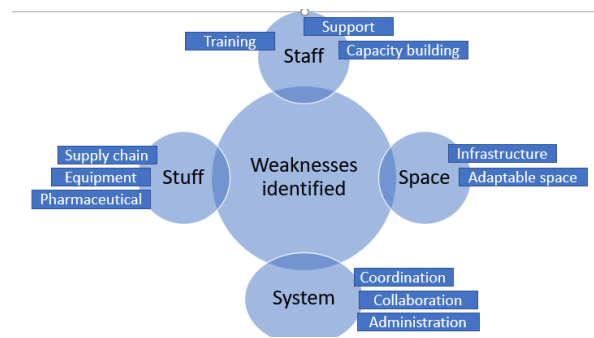 Support
Training
Staff
Capacity building
Supply chain
Equipment
Stuff
Pharmaceutical
Weaknesses
identified
Infrastructure
Space
Adaptable space
Coordination
System
Collaboration
Administration